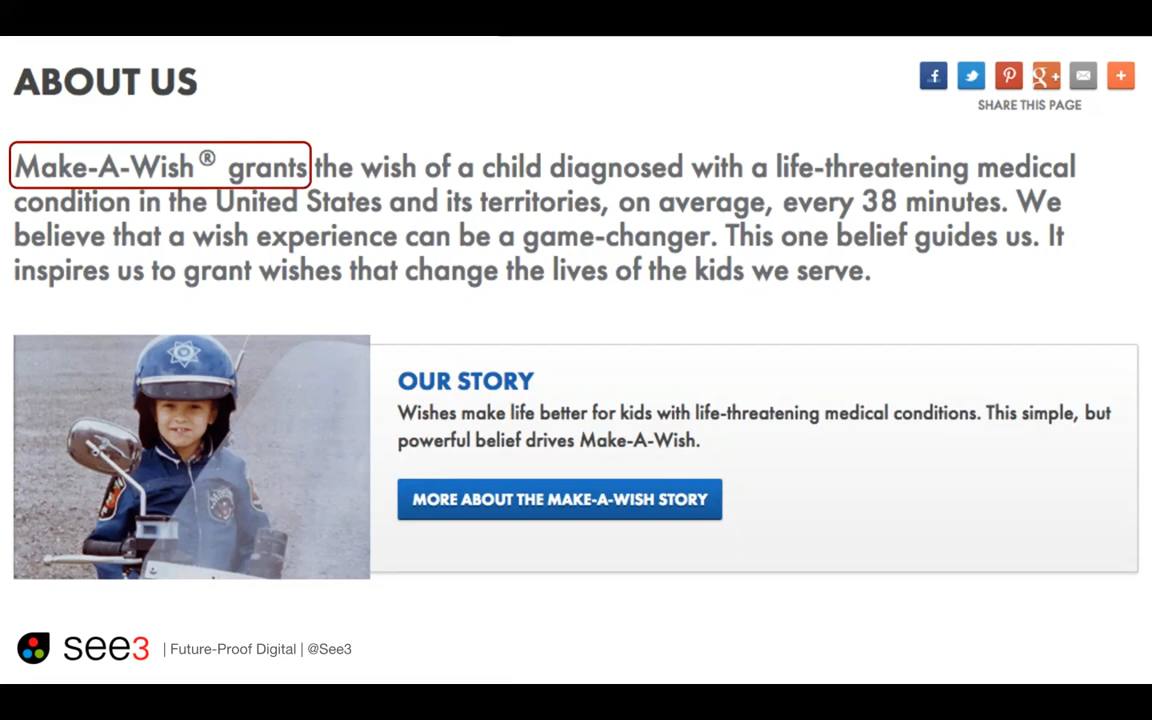 ABOUT US
SHARE THIS PAGE
Make-A-Wish® grants the wish of a child diagnosed with a life-threatening medical
condition in the United States and its territories, on average, every 38 minutes. We
believe that a wish experience can be a game-changer. This one belief guides us. It
inspires us to grant wishes that change the lives of the kids we serve.
OUR STORY
Wishes make life better for kids with life-threatening medical conditions. This simple, but
powerful belief drives Make-A-Wish.
MORE ABOUT THE MAKE-A-WISH STORY
see3 | Future-Proof Digital | @See3